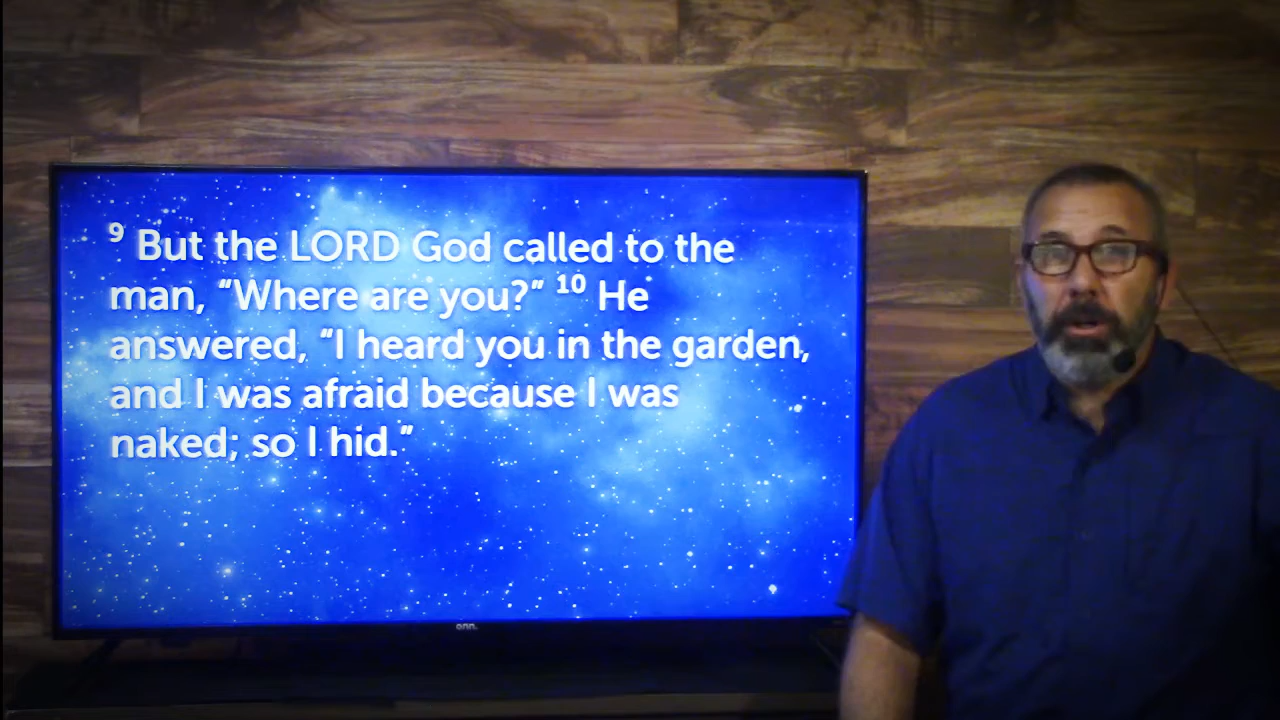 ⁹ But the LORD God called to the
man, “Where are you?” ¹⁰ He
answered, “I heard you in the garden,
and I was afraid because I was
naked; so I hid.”
onn.